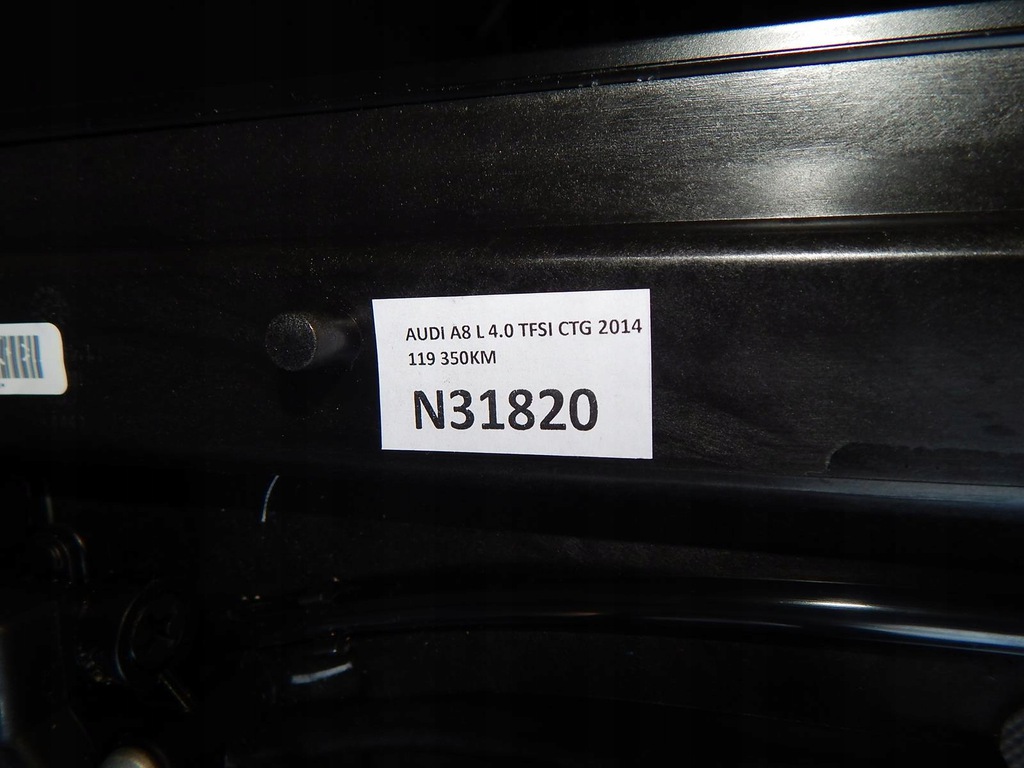 AUDI A8 L 4.0 TFSI CTG 2014
119 350KM
N31820